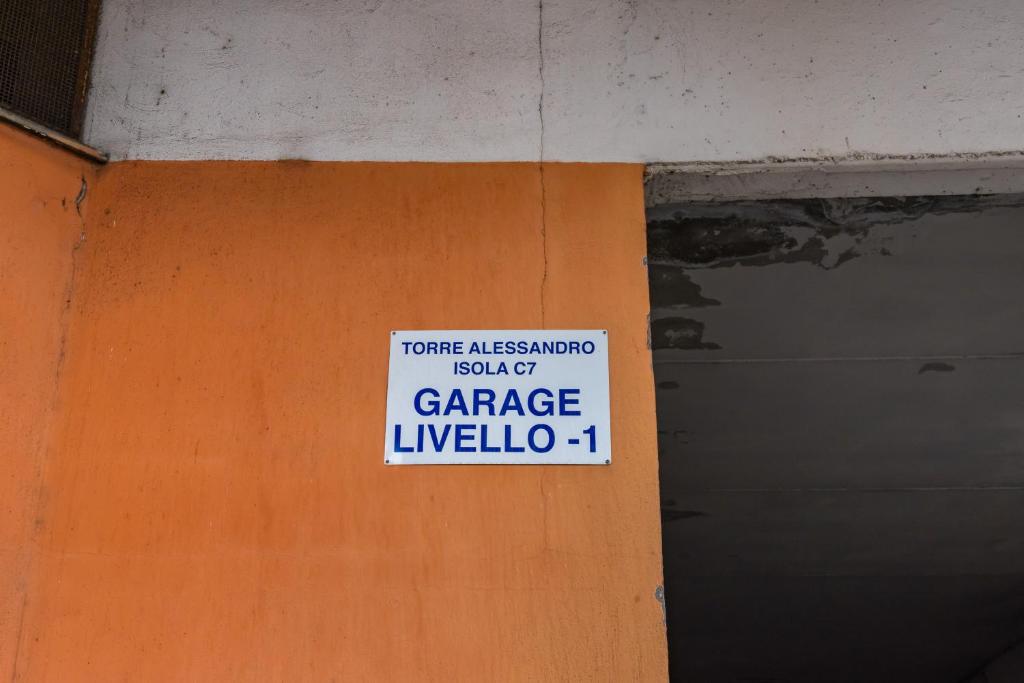 TORRE ALESSANDRO
ISOLA C7
GARAGE
LIVELLO -1